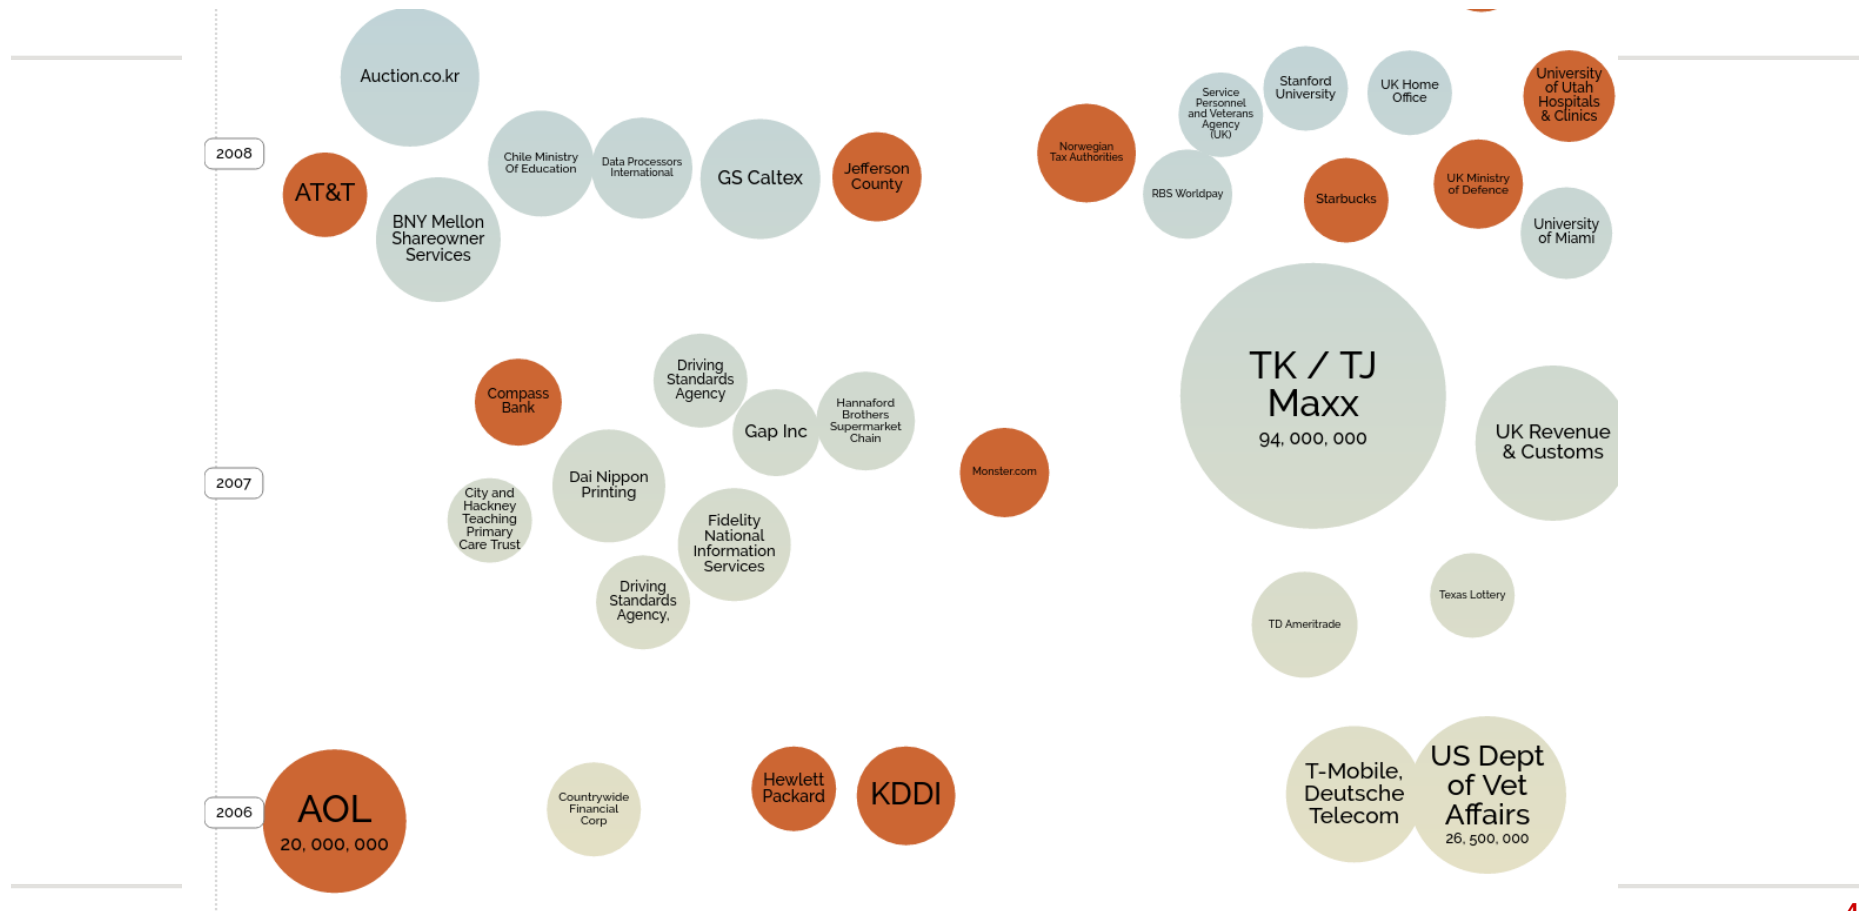 Auction.co.kr
2008
AT&T
BNY Mellon
Shareowner
Services
Chile Ministry
Of Education
Data Processors
International
GS Caltex
Jefferson
County
Norwegian
Tax Authorities
Service
Personnel
and Veterans
Agency
(UK)
Stanford
University
UK Home
Office
University
of Utah
Hospitals
& Clinics
RBS Worldpay
Starbucks
UK Ministry
of Defence
University
of Miami
TK / TJ
Maxx
94, 000, 000
UK Revenue
& Customs
Driving
Standards
Agency
Compass
Bank
Gap Inc
Hannaford
Brothers
Supermarket
Chain
Monster.com
2007
City and
Hackney
Teaching
Primary
Care Trust
Dai Nippon
Printing
Fidelity
National
Information
Services
Driving
Standards
Agency,
TD Ameritrade
Texas Lottery
2006
AOL
20, 000, 000
Countrywide
Financial
Corp
Hewlett
Packard
KDDI
T-Mobile,
Deutsche
Telecom
US Dept
of Vet
Affairs
26, 500, 000
4